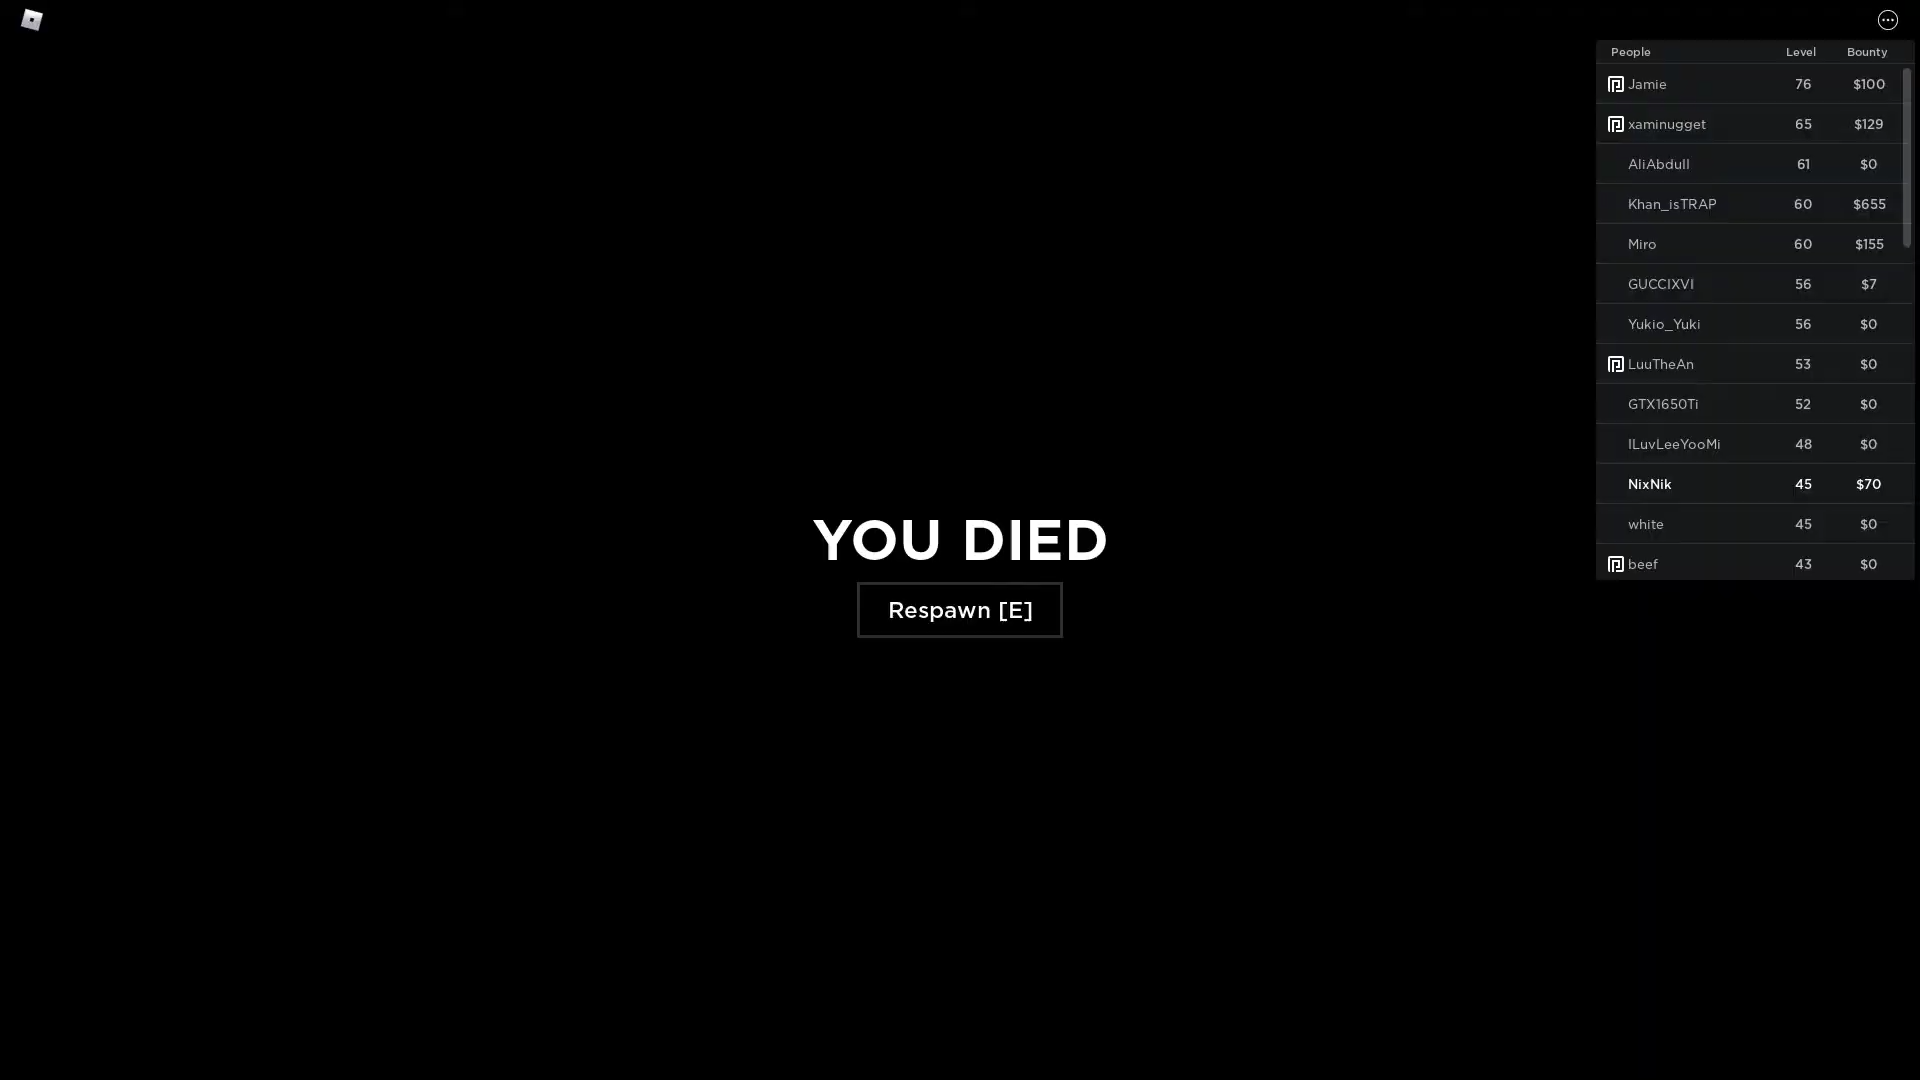 People Level Bounty
Jamie 76 $100
xaminugget 65 $129
AliAbdull 61 $0
Khan_isTRAP 60 $655
Miro 60 $155
GUCCIXVI 56 $7
Yukio_Yuki 56 $0
LuuTheAn 53 $0
GTX1650Ti 52 $0
ILuvLeeYooMi 48 $0
NixNik 45 $70
white 45 $0
beef 43 $0
YOU DIED
Respawn [E]